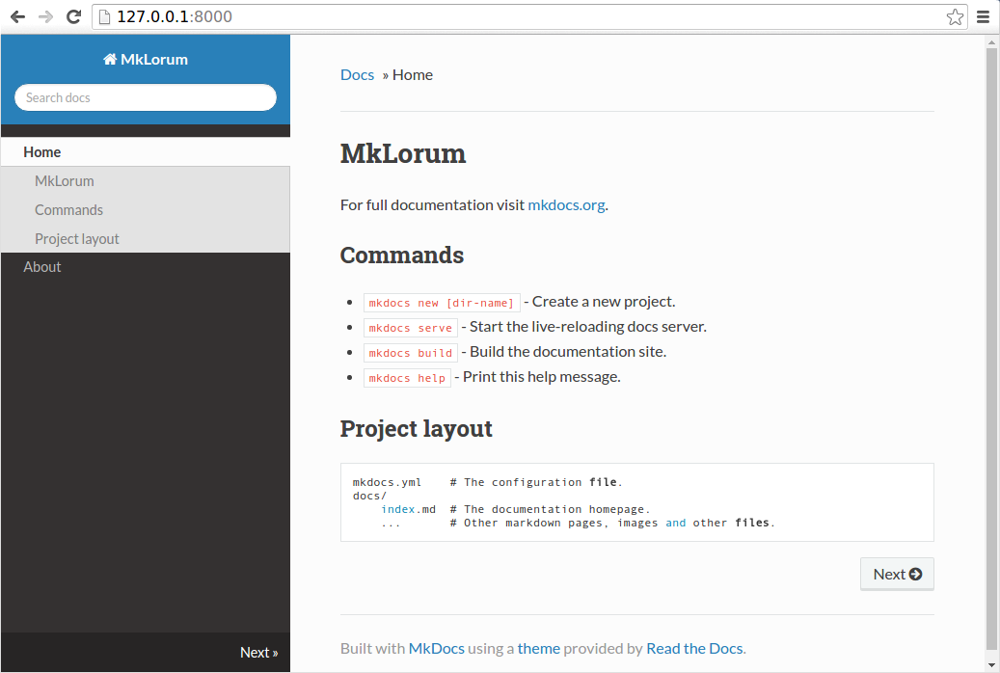 127.0.0.1:8000
MkLorum
Search docs
Home
MkLorum
Commands
Project layout
About
Next »
Docs » Home
MkLorum
For full documentation visit mkdocs.org.
Commands
mkdocs new [dir-name] - Create a new project.
mkdocs serve - Start the live-reloading docs server.
mkdocs build - Build the documentation site.
mkdocs help - Print this help message.
Project layout
mkdocs.yml    # The configuration file.
docs/
    index.md  # The documentation homepage.
    ...       # Other markdown pages, images and other files.
Next
Built with MkDocs using a theme provided by Read the Docs.